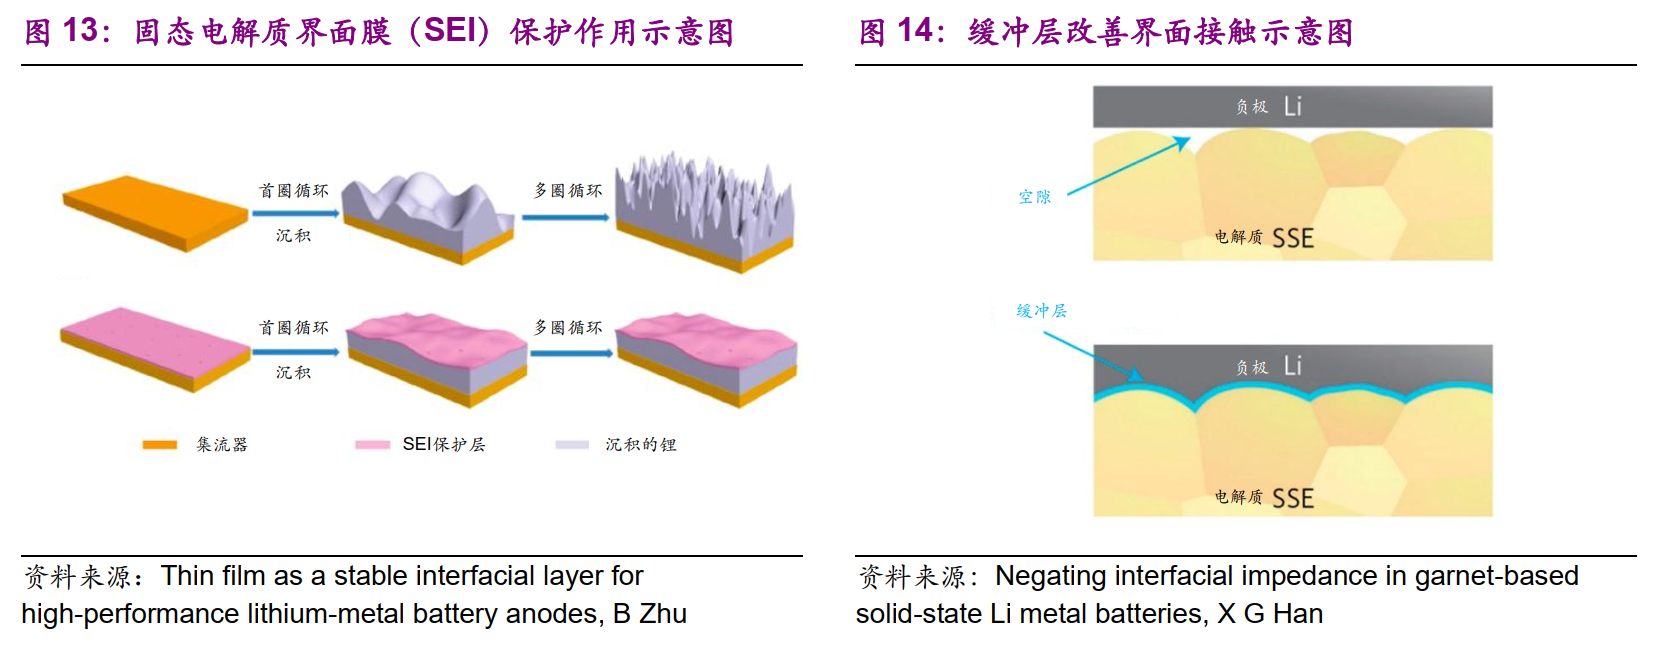 图 13：固态电解质界面膜（SEI）保护作用示意图
首圈循环
沉积
多圈循环
首圈循环
沉积
多圈循环
集流器
SEI保护层
沉积的锂
资料来源：Thin film as a stable interfacial layer for
high-performance lithium-metal battery anodes, B Zhu
图 14：缓冲层改善界面接触示意图
负极 Li
空隙
电解质 SSE
缓冲层
负极 Li
电解质 SSE
资料来源：Negating interfacial impedance in garnet-based
solid-state Li metal batteries, X G Han